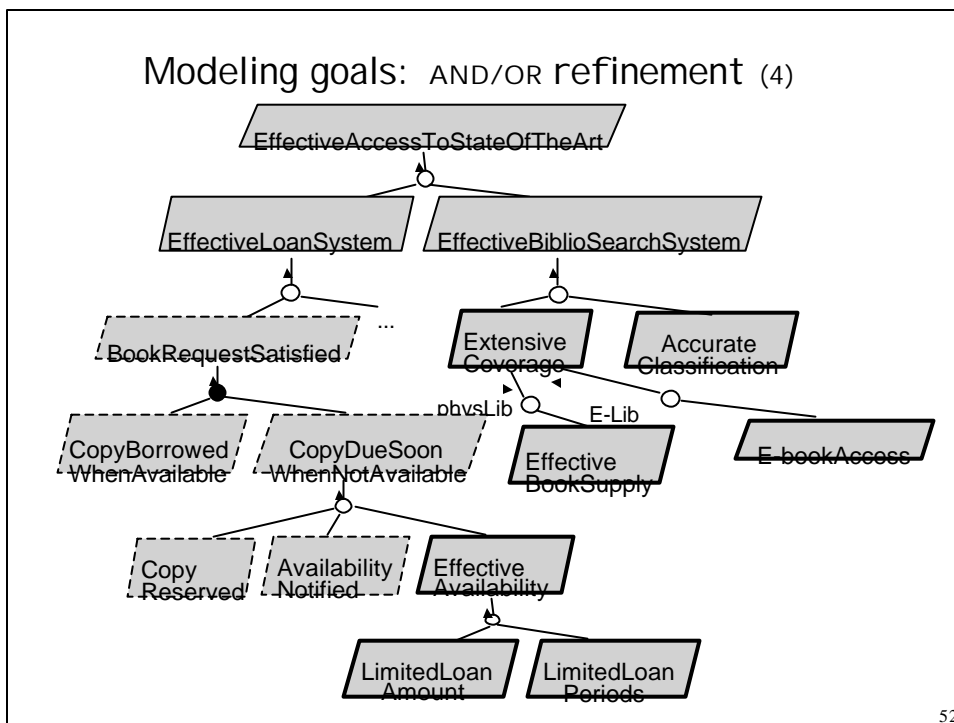 Modeling goals: AND/OR refinement (4)
EffectiveAccessToStateOfTheArt
EffectiveLoanSystem
EffectiveBiblioSearchSystem
...
BookRequestSatisfied
Extensive
Coverage
Accurate
Classification
physLib
E-Lib
CopyBorrowed
WhenAvailable
CopyDueSoon
WhenNotAvailable
Effective
BookSupply
E-bookAccess
Copy
Reserved
Availability
Notified
Effective
Availability
LimitedLoan
Amount
LimitedLoan
Periods
52